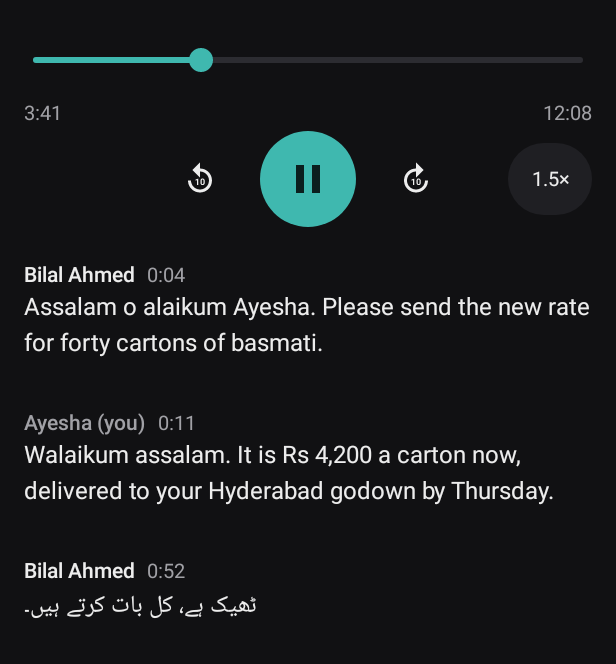 3:41 12:08
10 10 1.5×
Bilal Ahmed 0:04
Assalam o alaikum Ayesha. Please send the new rate
for forty cartons of basmati.
Ayesha (you) 0:11
Walaikum assalam. It is Rs 4,200 a carton now,
delivered to your Hyderabad godown by Thursday.
Bilal Ahmed 0:52
ٹھیک ہے، کل بات کرتے ہیں۔